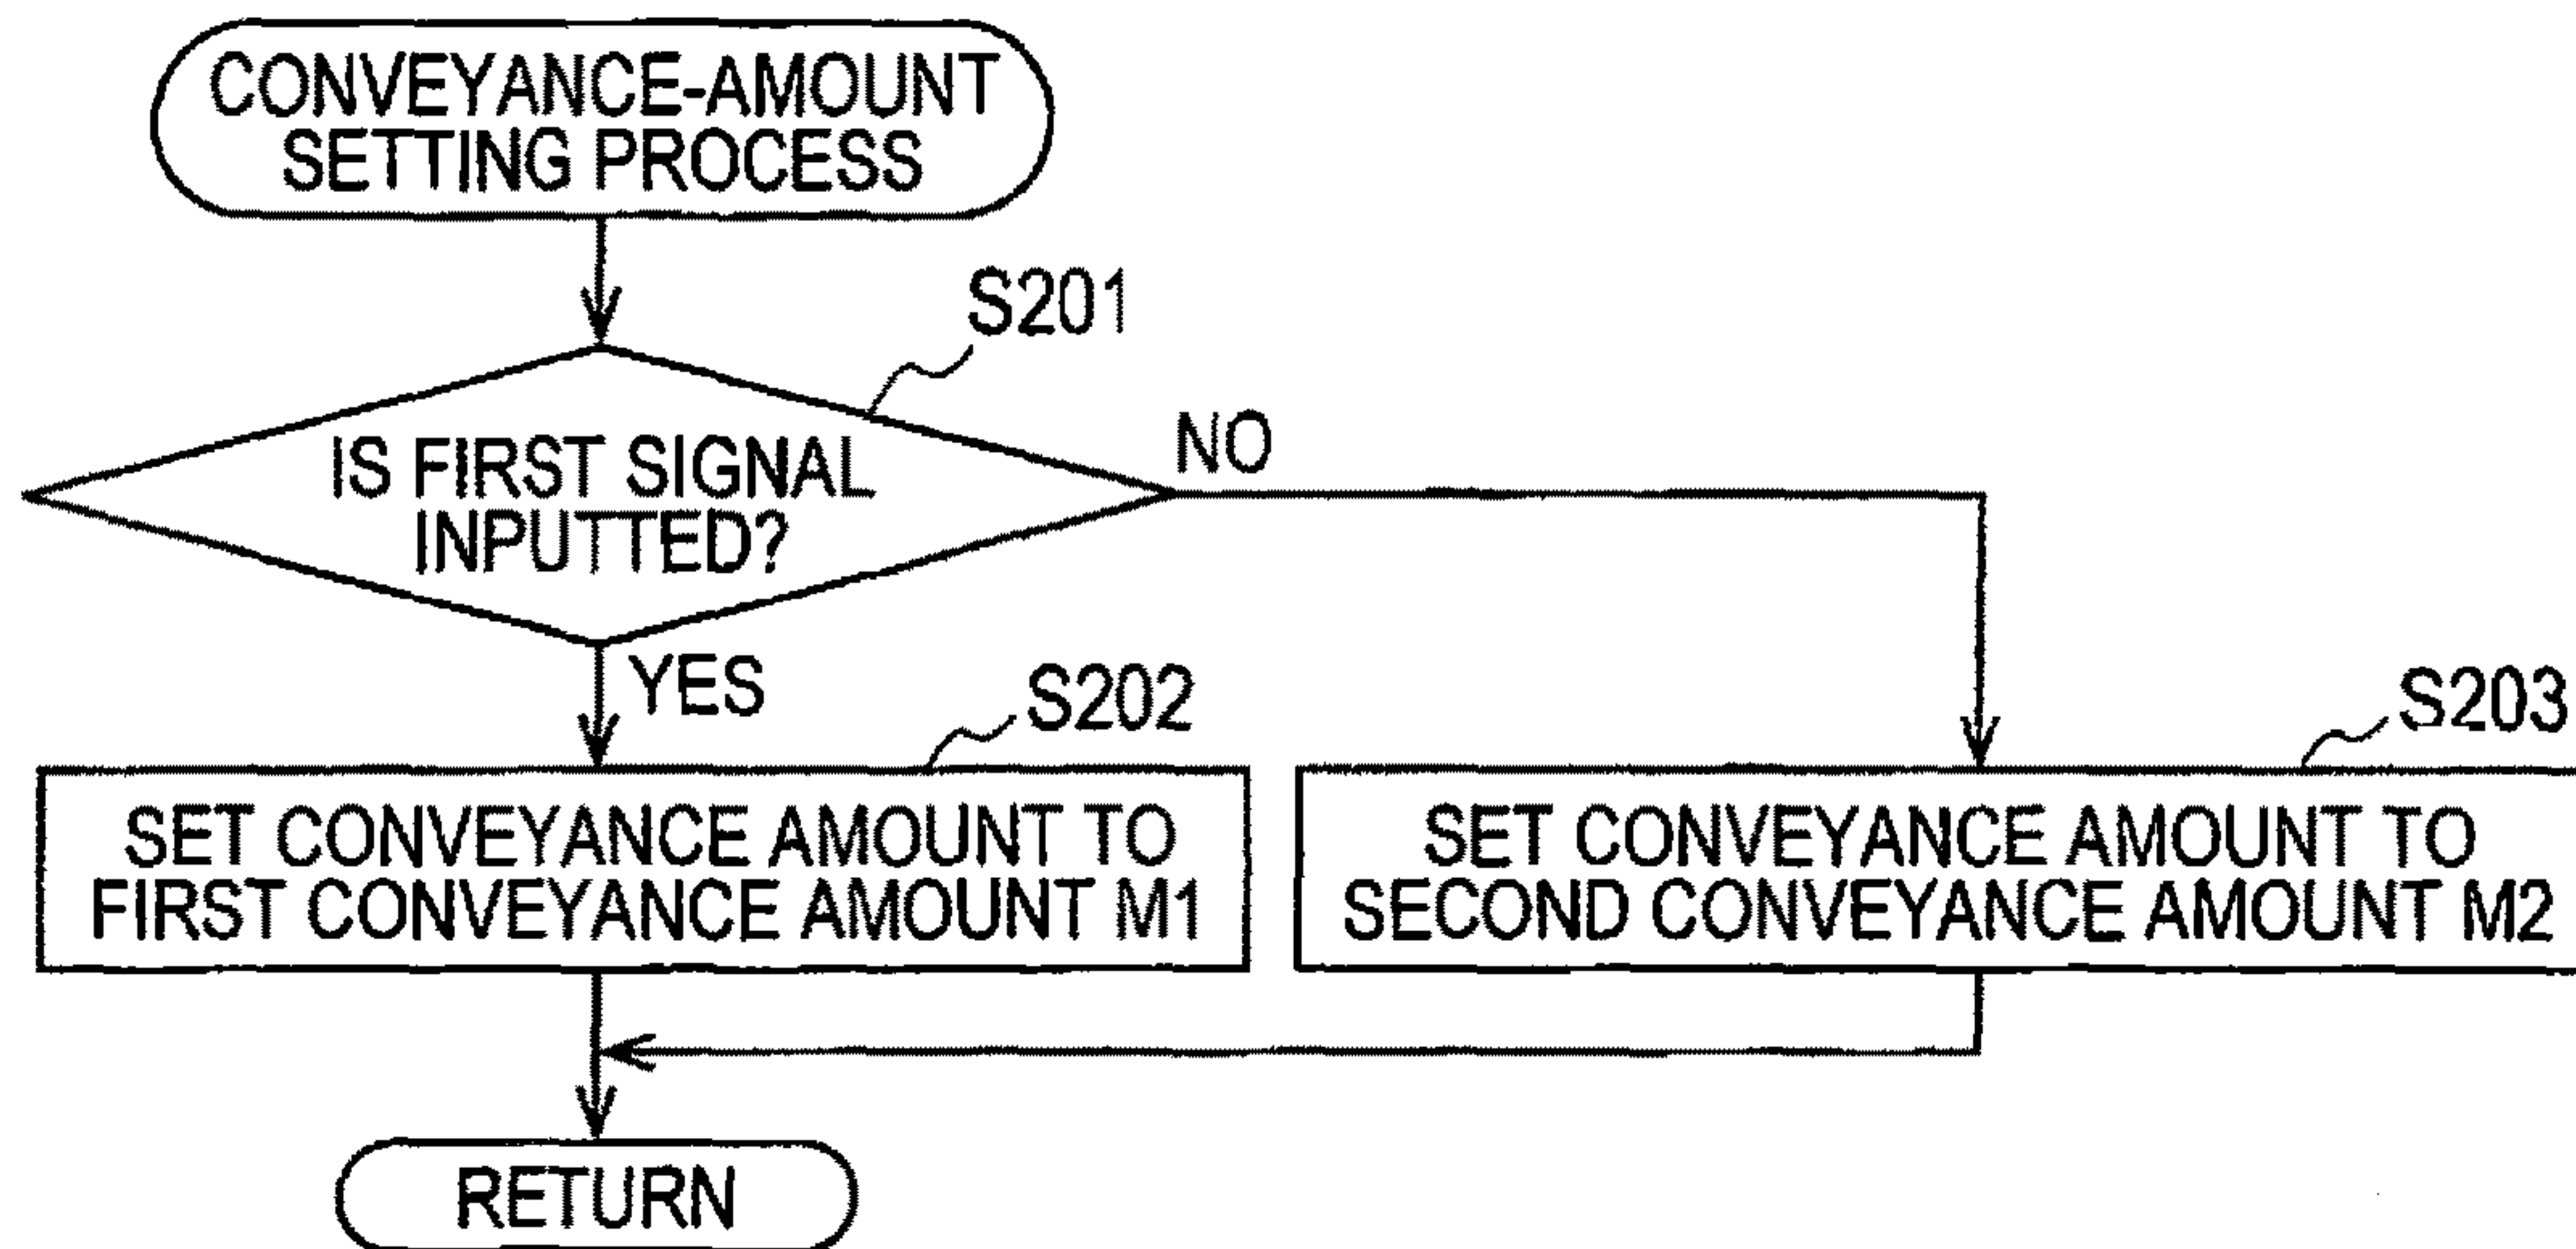 CONVEYANCE-AMOUNT
SETTING PROCESS
S201
IS FIRST SIGNAL
INPUTTED?
NO
YES
S202
SET CONVEYANCE AMOUNT TO
FIRST CONVEYANCE AMOUNT M1
S203
SET CONVEYANCE AMOUNT TO
SECOND CONVEYANCE AMOUNT M2
RETURN